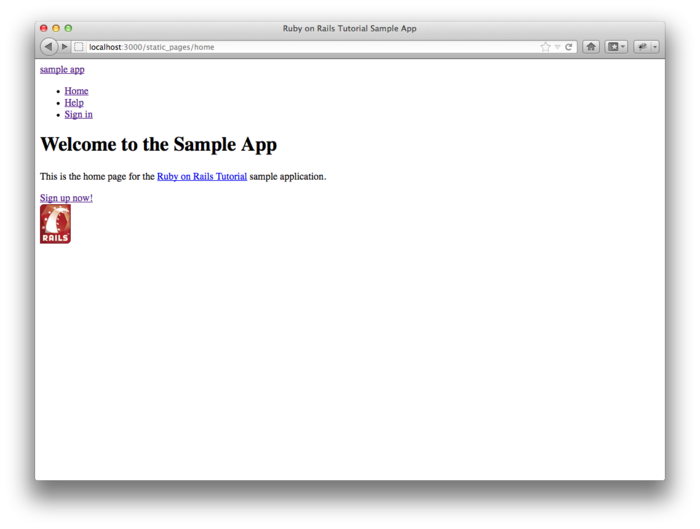 Ruby on Rails Tutorial Sample App
localhost:3000/static_pages/home
sample app
Home
Help
Sign in
Welcome to the Sample App
This is the home page for the Ruby on Rails Tutorial sample application.
Sign up now!
RAILS